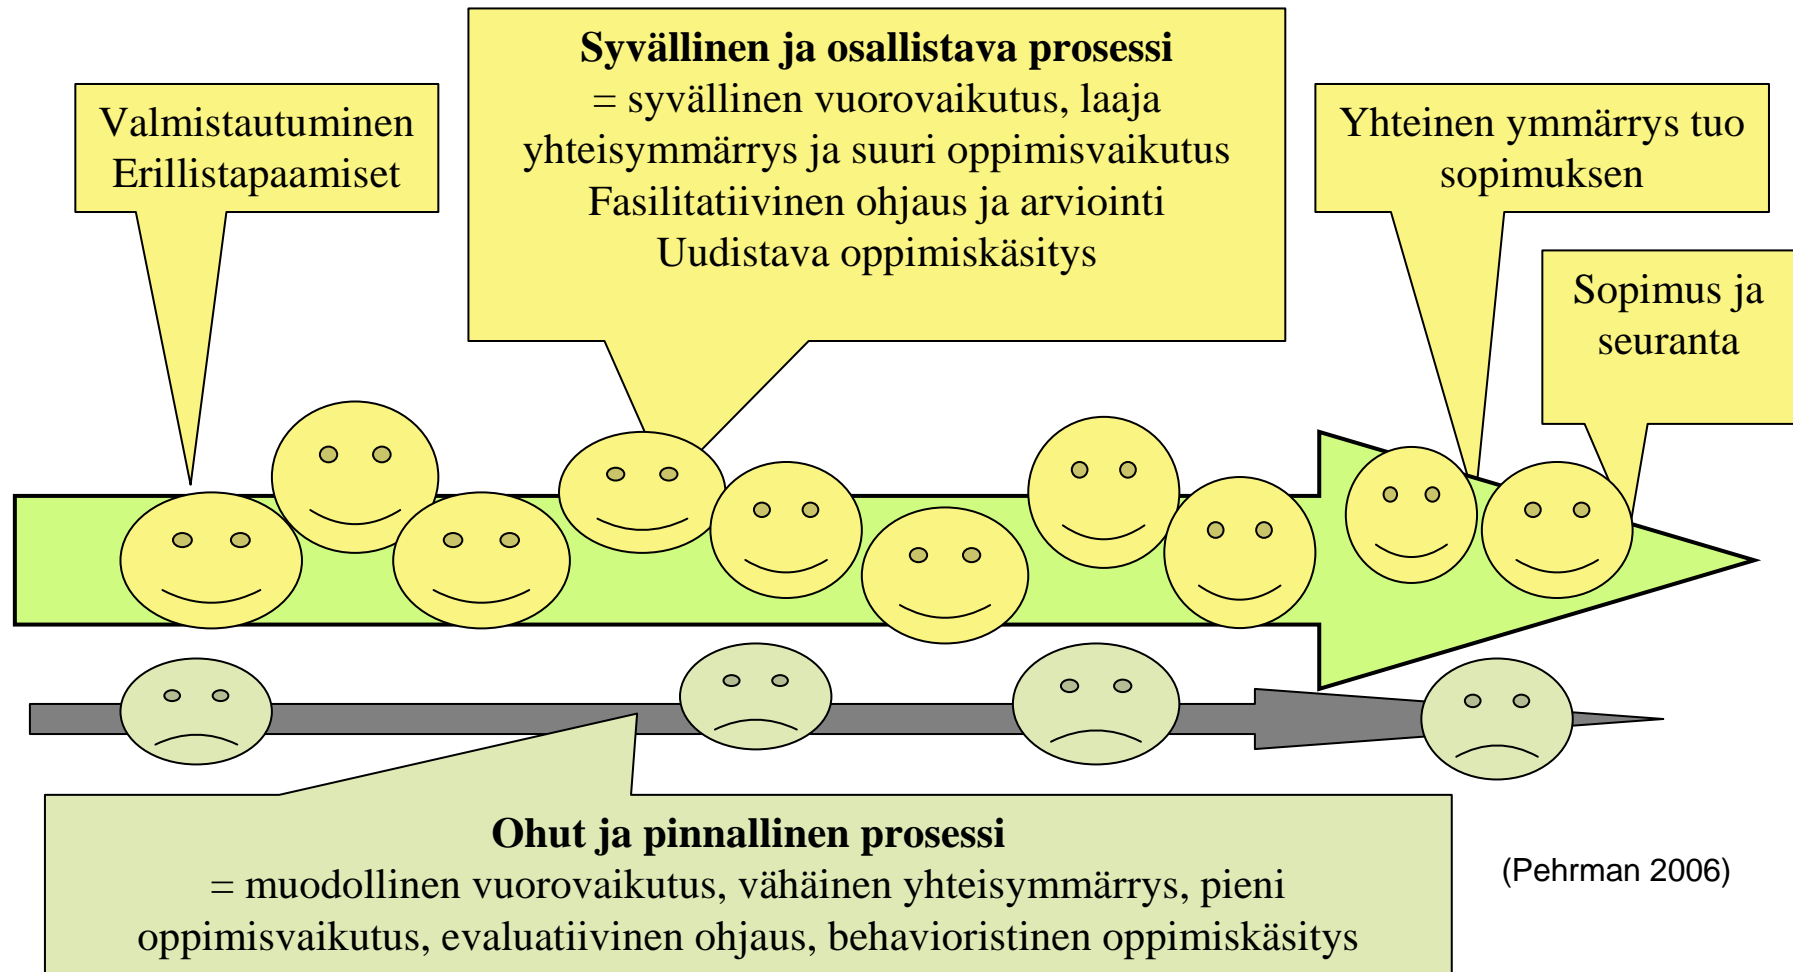 Valmistautuminen
Erillistapaamiset
Syvällinen ja osallistava prosessi
= syvällinen vuorovaikutus, laaja
yhteisymmärrys ja suuri oppimisvaikutus
Fasilitatiivinen ohjaus ja arviointi
Uudistava oppimiskäsitys
Yhteinen ymmärrys tuo
sopimuksen
Sopimus ja
seuranta
Ohut ja pinnallinen prosessi
= muodollinen vuorovaikutus, vähäinen yhteisymmärrys, pieni
oppimisvaikutus, evaluatiivinen ohjaus, behavioristinen oppimiskäsitys
(Pehrman 2006)